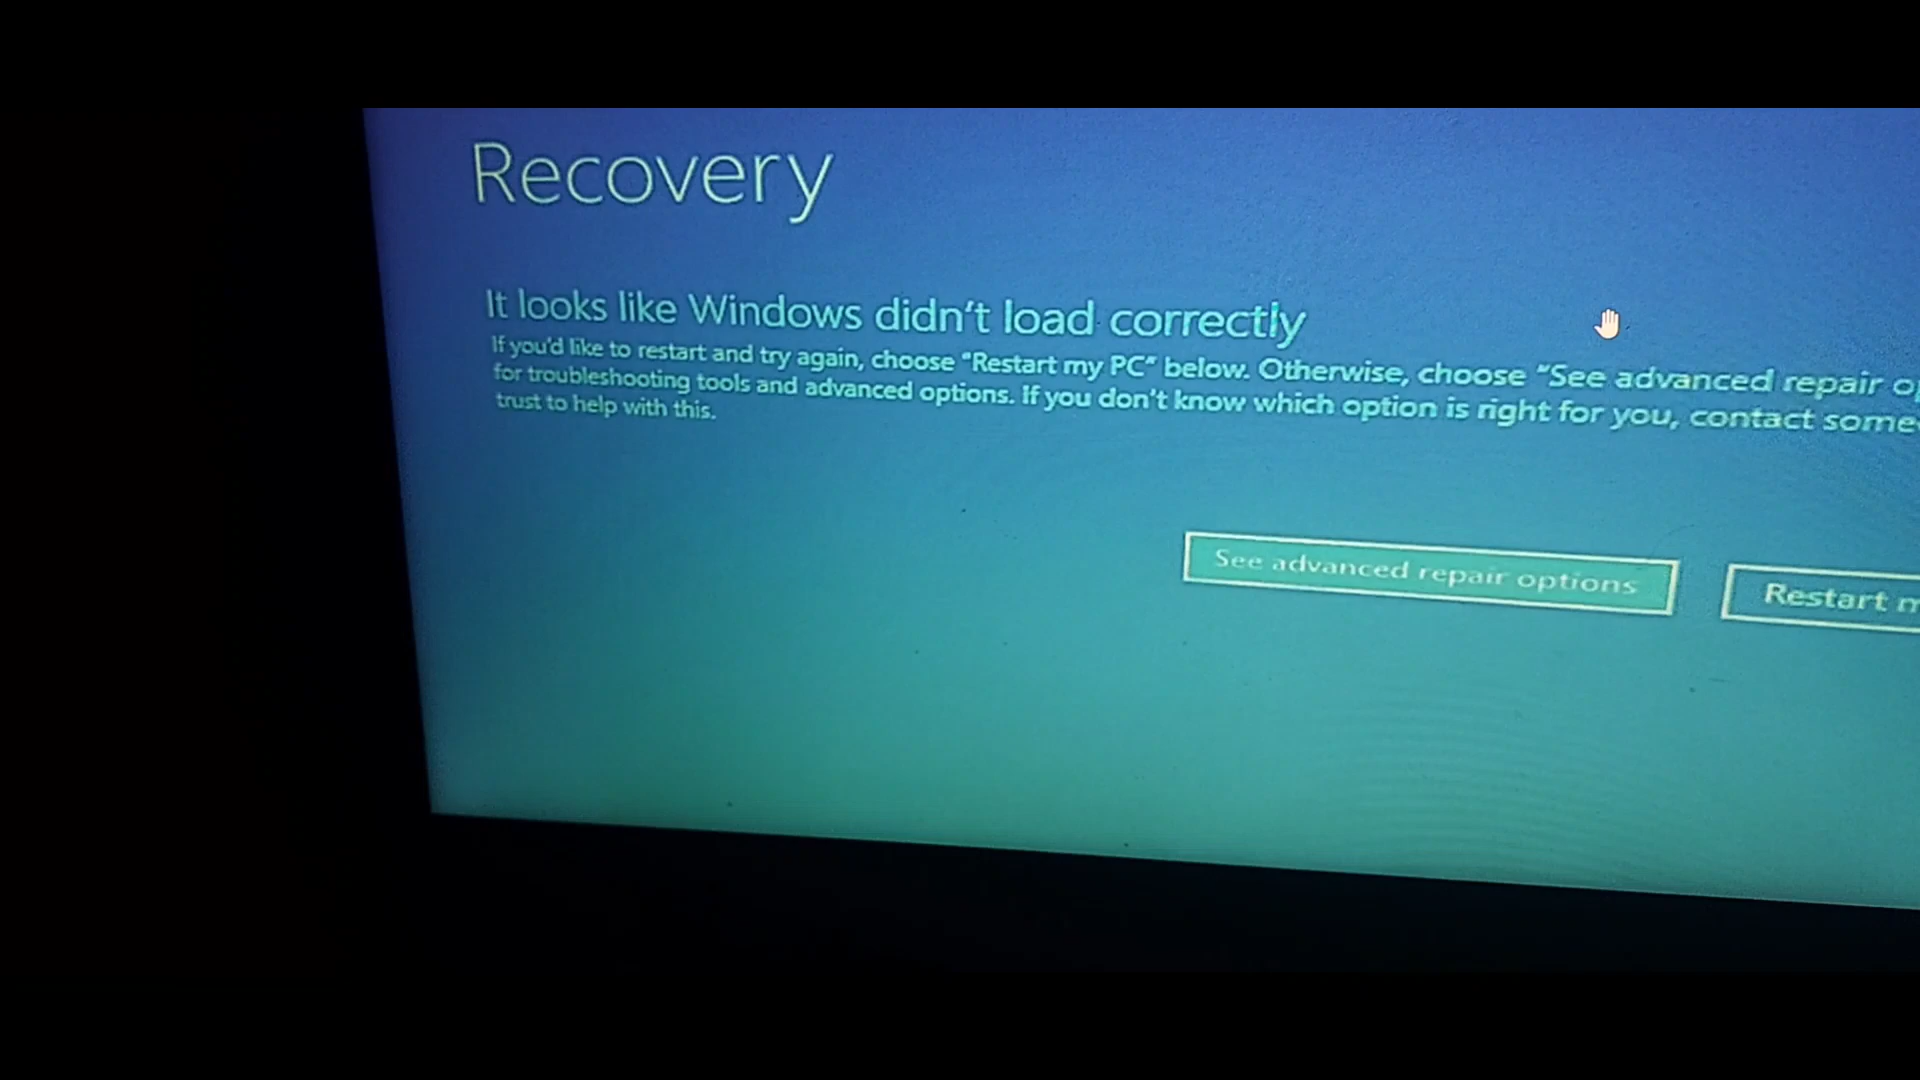 Recovery
It looks like Windows didn't load correctly
If you'd like to restart and try again, choose "Restart my PC" below. Otherwise, choose "See advanced repair
for troubleshooting tools and advanced options. If you don't know which option is right for you, contact
trust to help with this.
See advanced repair options
Restart